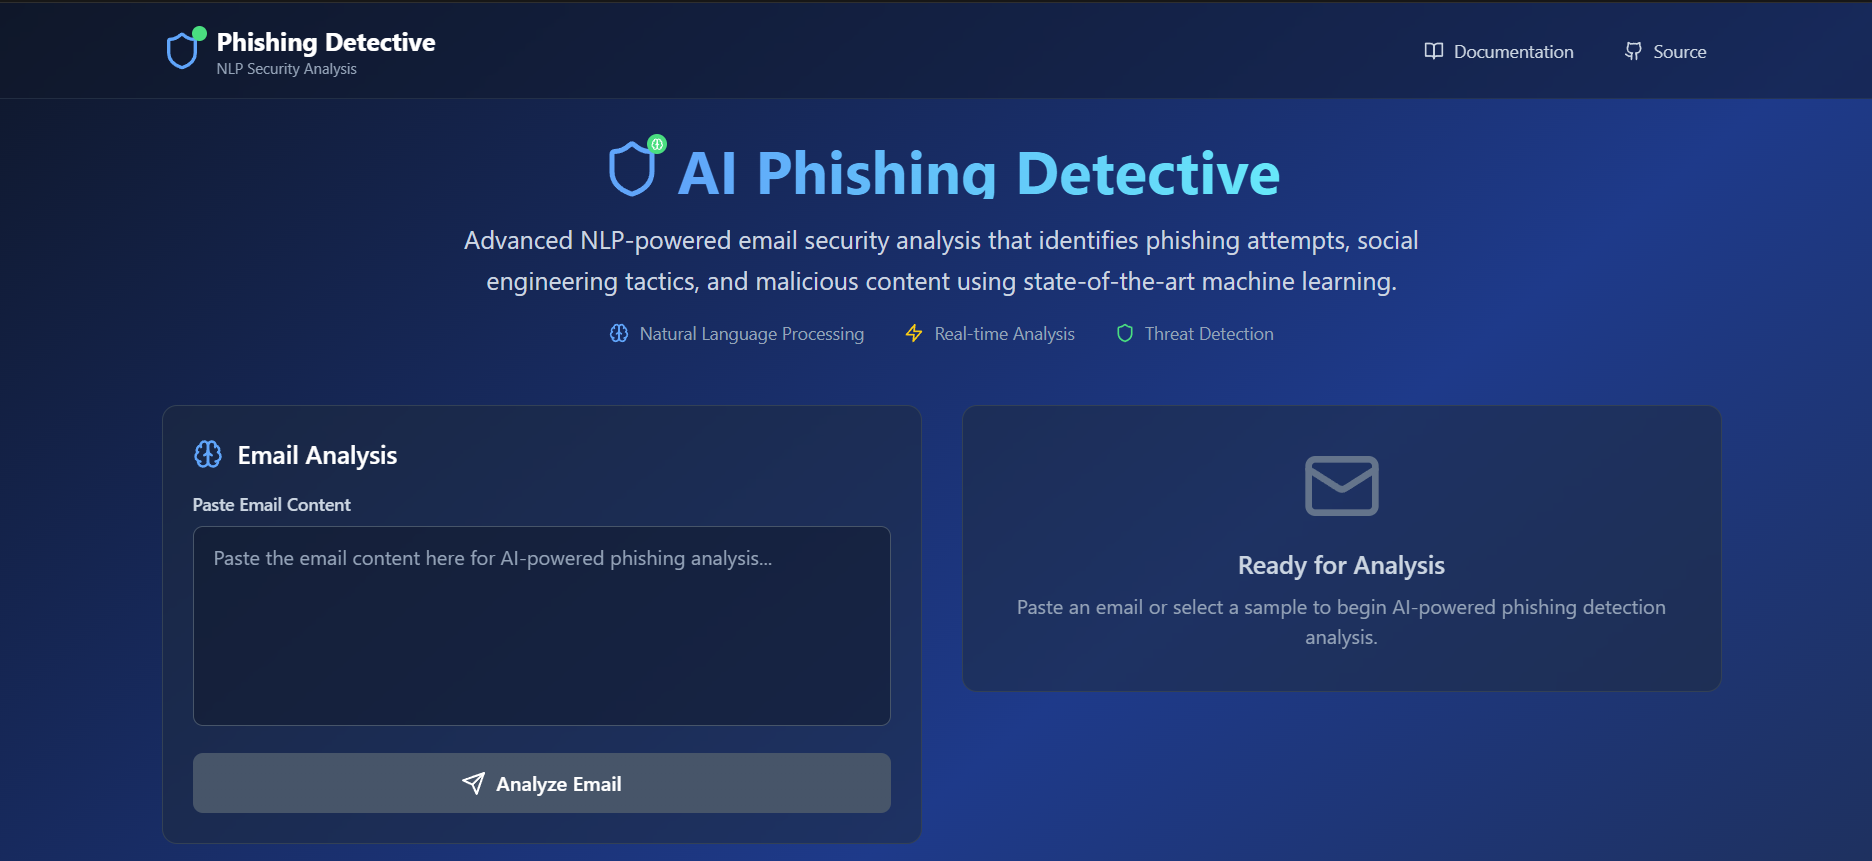 Phishing Detective
NLP Security Analysis
Documentation
Source
AI Phishing Detective
Advanced NLP-powered email security analysis that identifies phishing attempts, social
engineering tactics, and malicious content using state-of-the-art machine learning.
Natural Language Processing
Real-time Analysis
Threat Detection
Email Analysis
Paste Email Content
Paste the email content here for AI-powered phishing analysis...
Analyze Email
Ready for Analysis
Paste an email or select a sample to begin AI-powered phishing detection
analysis.